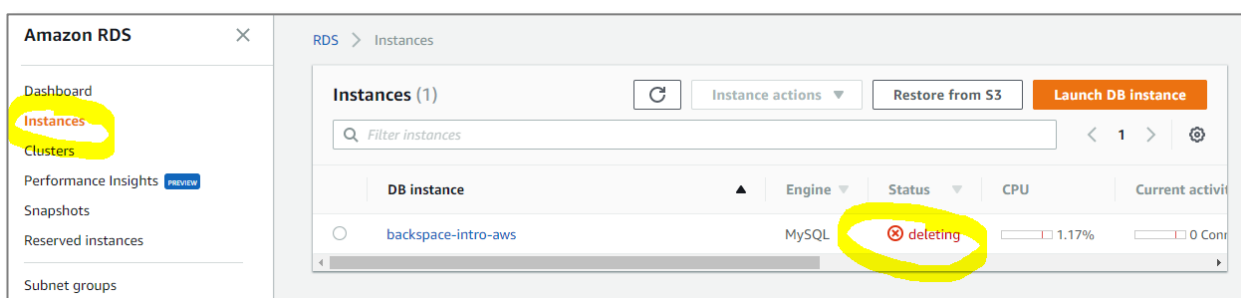 Amazon RDS
Dashboard
Instances
Clusters
Performance Insights PREVIEW
Snapshots
Reserved instances
Subnet groups
RDS > Instances
Instances (1)
Instance actions
Restore from S3
Launch DB instance
Filter instances
1
DB instance Engine Status CPU Current activit
backspace-intro-aws MySQL deleting 1.17% 0 Conn